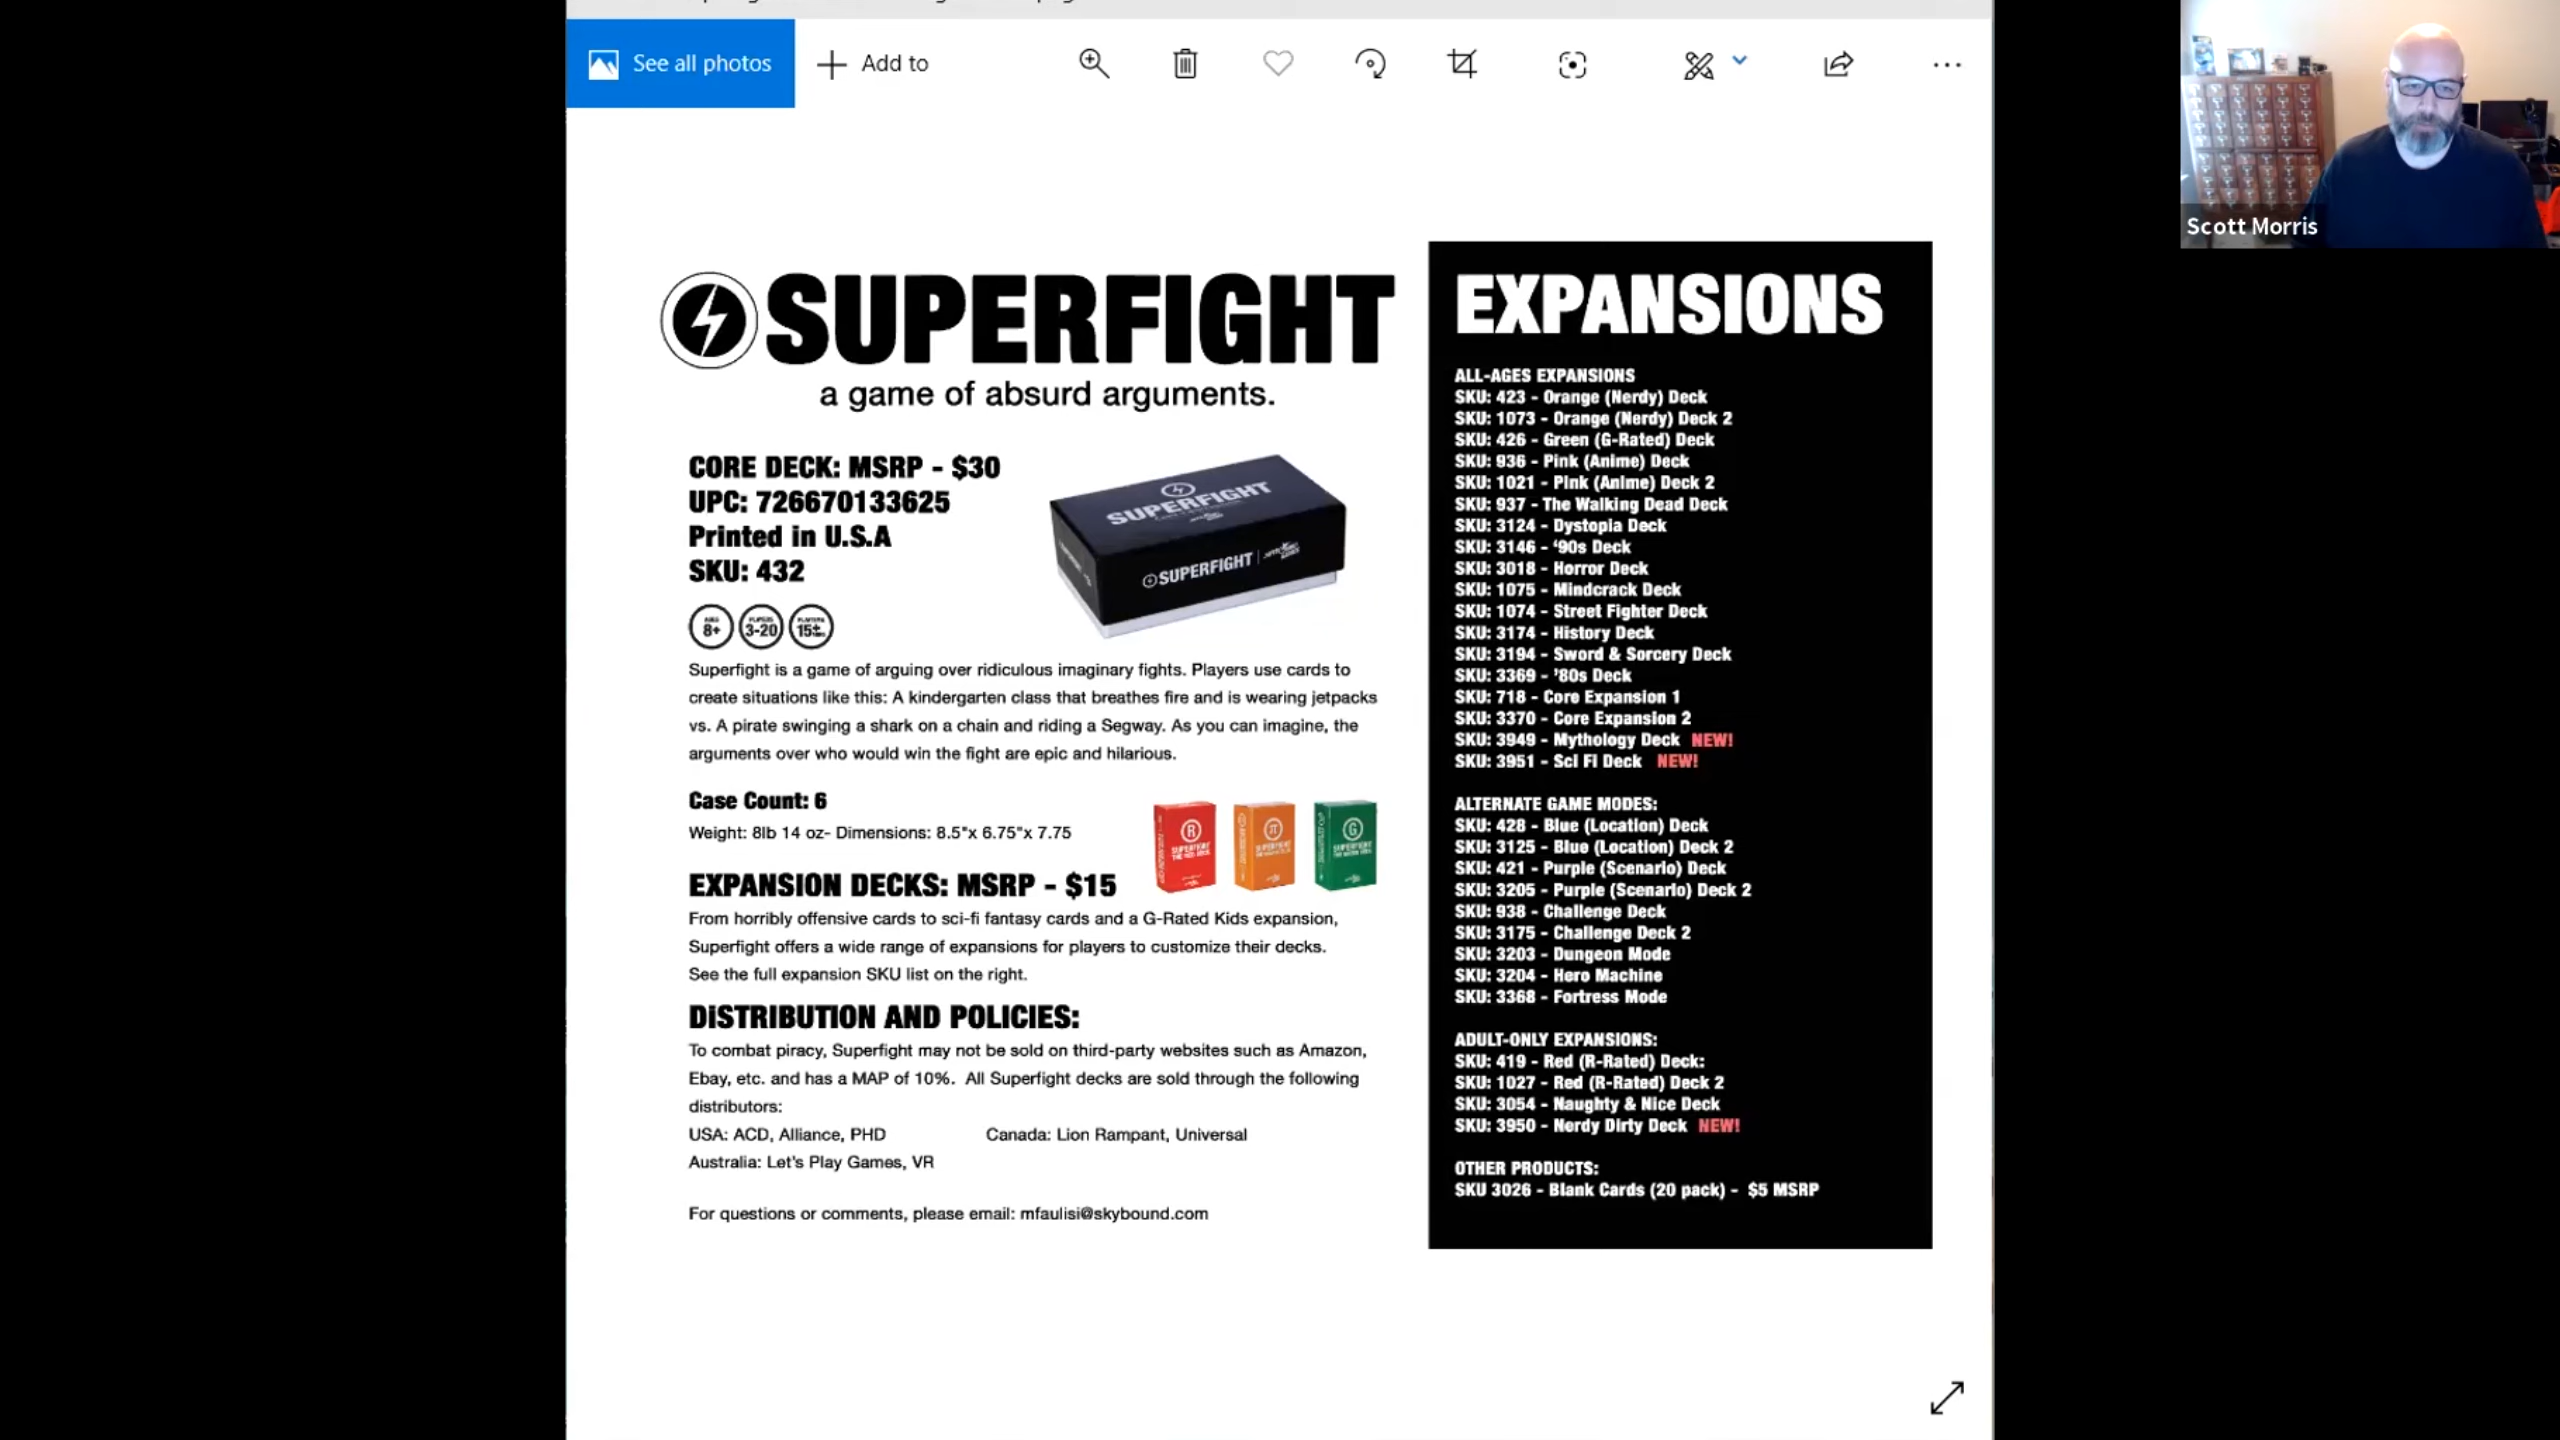 See all photos
Add to
Scott Morris
SUPERFIGHT
a game of absurd arguments.
CORE DECK: MSRP - $30
UPC: 726670133625
Printed in U.S.A
SKU: 432
SUPERFIGHT
SUPERFIGHT
AGES
8+
PLAYERS
3-20
15+
Superfight is a game of arguing over ridiculous imaginary fights. Players use cards to
create situations like this: A kindergarten class that breathes fire and is wearing jetpacks
vs. A pirate swinging a shark on a chain and riding a Segway. As you can imagine, the
arguments over who would win the fight are epic and hilarious.
Case Count: 6
Weight: 8lb 14 oz- Dimensions: 8.5"x 6.75"x 7.75
R
SUPERFIGHT
π
SUPERFIGHT
G
SUPERFIGHT
EXPANSION DECKS: MSRP - $15
From horribly offensive cards to sci-fi fantasy cards and a G-Rated Kids expansion,
Superfight offers a wide range of expansions for players to customize their decks.
See the full expansion SKU list on the right.
DiSTRIBUTION AND POLICIES:
To combat piracy, Superfight may not be sold on third-party websites such as Amazon,
Ebay, etc. and has a MAP of 10%. All Superfight decks are sold through the following
distributors:
USA: ACD, Alliance, PHD
Canada: Lion Rampant, Universal
Australia: Let's Play Games, VR
For questions or comments, please email: mfaulisi@skybound.com
EXPANSIONS
ALL-AGES EXPANSIONS
SKU: 423 - Orange (Nerdy) Deck
SKU: 1073 - Orange (Nerdy) Deck 2
SKU: 426 - Green (G-Rated) Deck
SKU: 936 - Pink (Anime) Deck
SKU: 1021 - Pink (Anime) Deck 2
SKU: 937 - The Walking Dead Deck
SKU: 3124 - Dystopia Deck
SKU: 3146 - ‘90s Deck
SKU: 3018 - Horror Deck
SKU: 1075 - Mindcrack Deck
SKU: 1074 - Street Fighter Deck
SKU: 3174 - History Deck
SKU: 3194 - Sword & Sorcery Deck
SKU: 3369 - '80s Deck
SKU: 718 - Core Expansion 1
SKU: 3370 - Core Expansion 2
SKU: 3949 - Mythology Deck NEW!
SKU: 3951 - Sci Fi Deck NEW!
ALTERNATE GAME MODES:
SKU: 428 - Blue (Location) Deck
SKU: 3125 - Blue (Location) Deck 2
SKU: 421 - Purple (Scenario) Deck
SKU: 3205 - Purple (Scenario) Deck 2
SKU: 938 - Challenge Deck
SKU: 3175 - Challenge Deck 2
SKU: 3203 - Dungeon Mode
SKU: 3204 - Hero Machine
SKU: 3368 - Fortress Mode
ADULT-ONLY EXPANSIONS:
SKU: 419 - Red (R-Rated) Deck:
SKU: 1027 - Red (R-Rated) Deck 2
SKU: 3054 - Naughty & Nice Deck
SKU: 3950 - Nerdy Dirty Deck NEW!
OTHER PRODUCTS:
SKU 3026 - Blank Cards (20 pack) - $5 MSRP